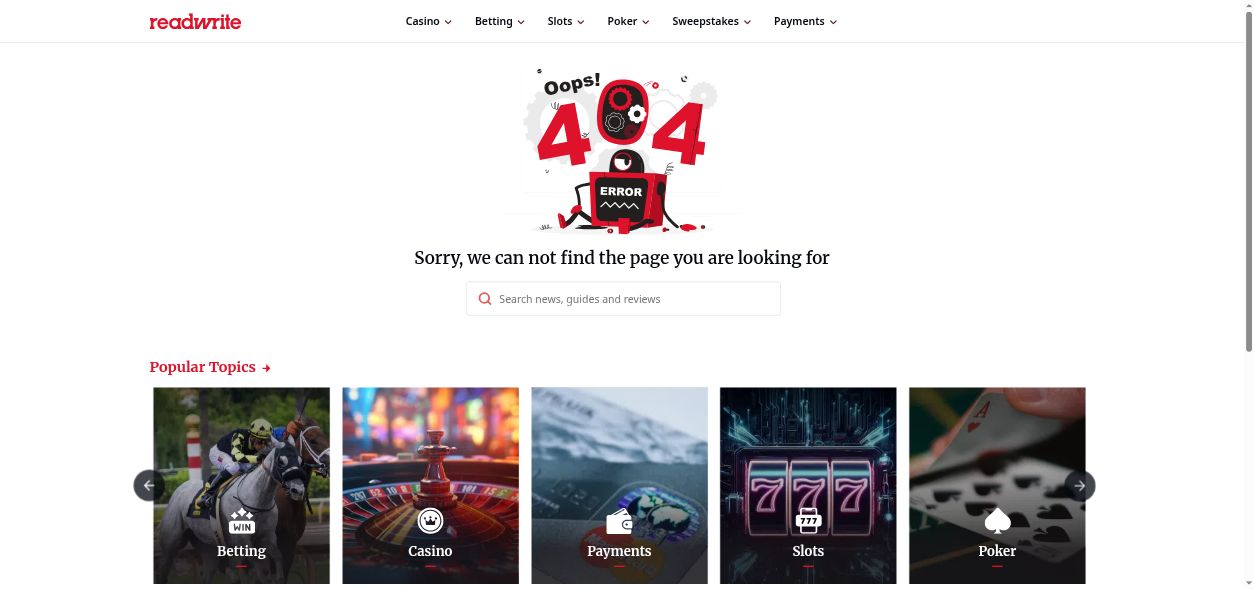 readwrite
Casino Betting Slots Poker Sweepstakes Payments
Oops!
404
ERROR
Sorry, we can not find the page you are looking for
Search news, guides and reviews
Popular Topics
WIN
777
777
A
Betting Casino Payments Slots Poker